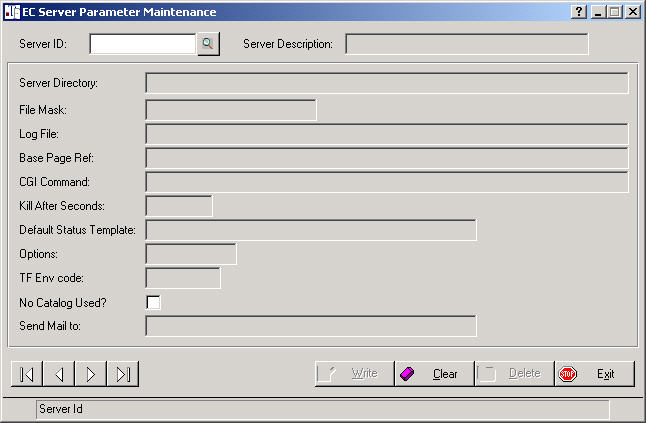 EC Server Parameter Maintenance
Server ID: Server Description:
Server Directory:
File Mask:
Log File:
Base Page Ref:
CGI Command:
Kill After Seconds:
Default Status Template:
Options:
TF Env code:
No Catalog Used?
Send Mail to:
Write Clear Delete STOP Exit
Server Id